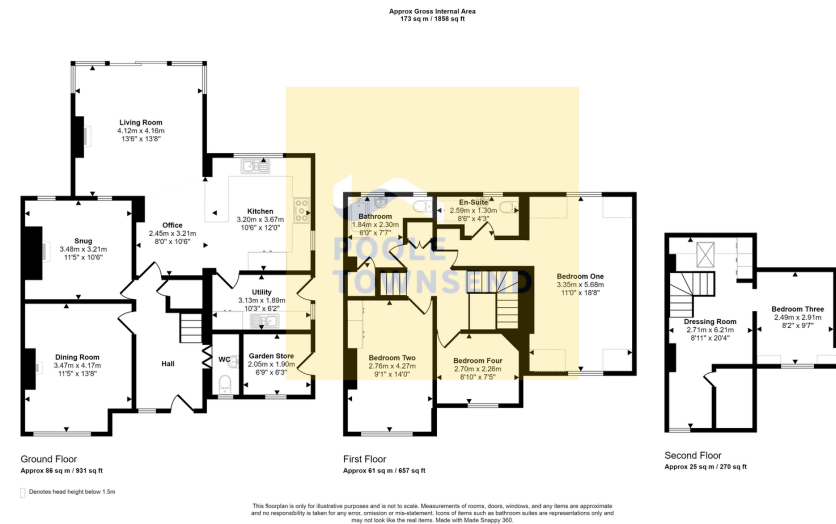 Approx Gross Internal Area
173 sq m / 1858 sq ft
Living Room
4.12m x 4.16m
13'6" x 13'8"
Snug
3.48m x 3.21m
11'5" x 10'6"
Office
2.45m x 3.21m
8'0" x 10'6"
Kitchen
3.20m x 3.67m
10'6" x 12'0"
Utility
3.13m x 1.89m
10'3" x 6'2"
Dining Room
3.47m x 4.17m
11'5" x 13'8"
Hall
WC
Garden Store
2.05m x 1.90m
6'9" x 6'3"
Ground Floor
Approx 86 sq m / 931 sq ft
Denotes head height below 1.5m
POOLE
TOWNSEND
Bathroom
1.84m x 2.30m
6'0" x 7'7"
En-Suite
2.59m x 1.30m
8'6" x 4'3"
Bedroom One
3.35m x 5.68m
11'0" x 18'8"
Bedroom Two
2.76m x 4.27m
9'1" x 14'0"
Bedroom Four
2.70m x 2.26m
8'10" x 7'5"
First Floor
Approx 61 sq m / 657 sq ft
Dressing Room
2.71m x 6.21m
8'11" x 20'4"
Bedroom Three
2.49m x 2.91m
8'2" x 9'7"
Second Floor
Approx 25 sq m / 270 sq ft
This floorplan is only for illustrative purposes and is not to scale. Measurements of rooms, doors, windows, and any items are approximate
and no responsibility is taken for any error, omission or mis-statement. Icons of items such as bathroom suites are representations only and
may not look like the real items. Made with Made Snappy 360.